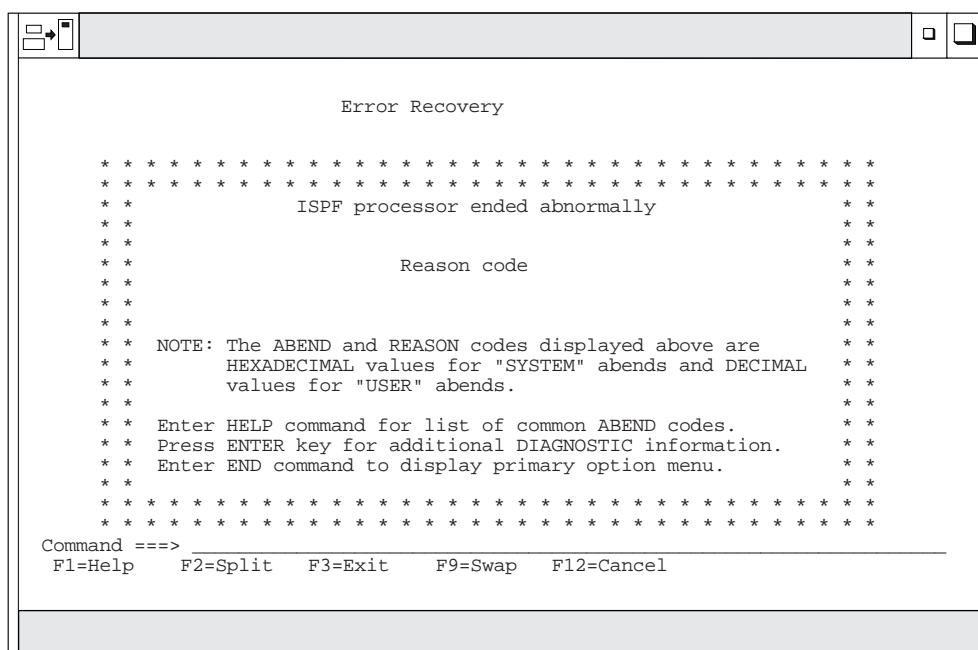 Error Recovery
* * * * * * * * * * * * * * * * * * * * * * * * * * * * * * * * * *
* * * * * * * * * * * * * * * * * * * * * * * * * * * * * * * * * *
* * ISPF processor ended abnormally * *
* * * *
* * * *
* * Reason code * *
* * * *
* * * *
* * * *
* * NOTE: The ABEND and REASON codes displayed above are * *
* * HEXADECIMAL values for "SYSTEM" abends and DECIMAL * *
* * values for "USER" abends. * *
* * * *
* * Enter HELP command for list of common ABEND codes. * *
* * Press ENTER key for additional DIAGNOSTIC information. * *
* * Enter END command to display primary option menu. * *
* * * *
* * * * * * * * * * * * * * * * * * * * * * * * * * * * * * * * * *
* * * * * * * * * * * * * * * * * * * * * * * * * * * * * * * * * *
Command ===> _________________________________________________________________
F1=Help F2=Split F3=Exit F9=Swap F12=Cancel